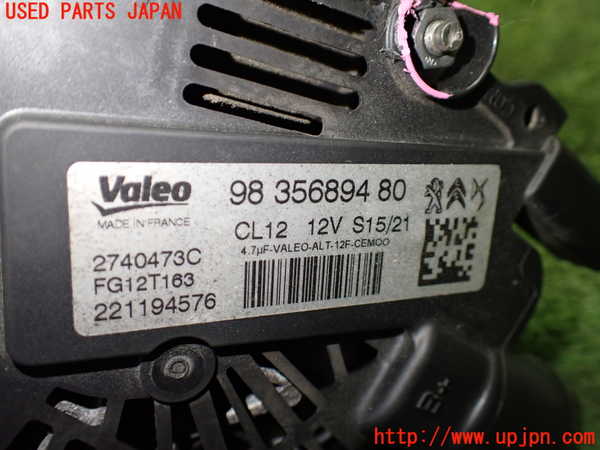 USED PARTS JAPAN
Valeo
MADE IN FRANCE
98 356894 80
CL12 12V S15/21
4.7µF-VALEO-ALT-12F-CEMOO
2740473C
FG12T163
221194576
B+
http://www.upjpn.com/